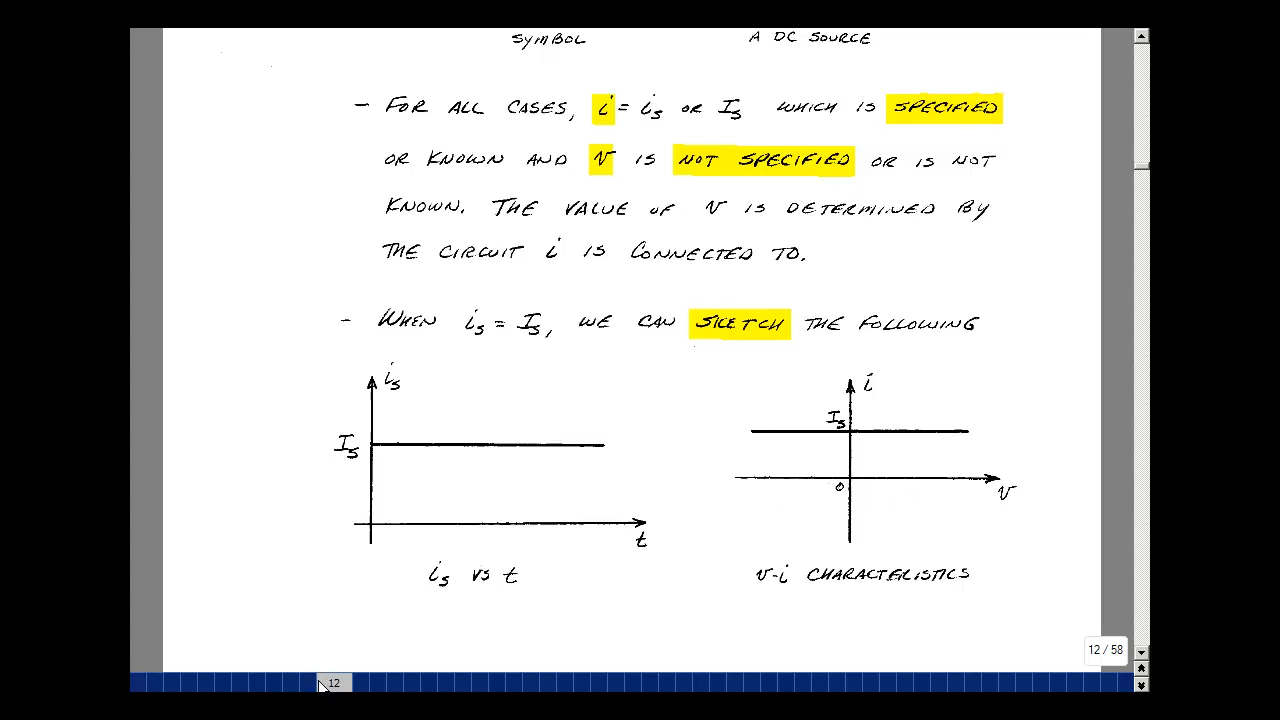 SYMBOL A DC SOURCE
- FOR ALL CASES, i = is OR Is WHICH IS SPECIFIED
OR KNOWN AND v IS NOT SPECIFIED OR IS NOT
KNOWN. THE VALUE OF v IS DETERMINED BY
THE CIRCUIT i IS CONNECTED TO.
- WHEN is = Is, WE CAN SKETCH THE FOLLOWING
is
Is
t
is vs t
i
Is
0
v
v-i CHARACTERISTICS
12 / 58
12